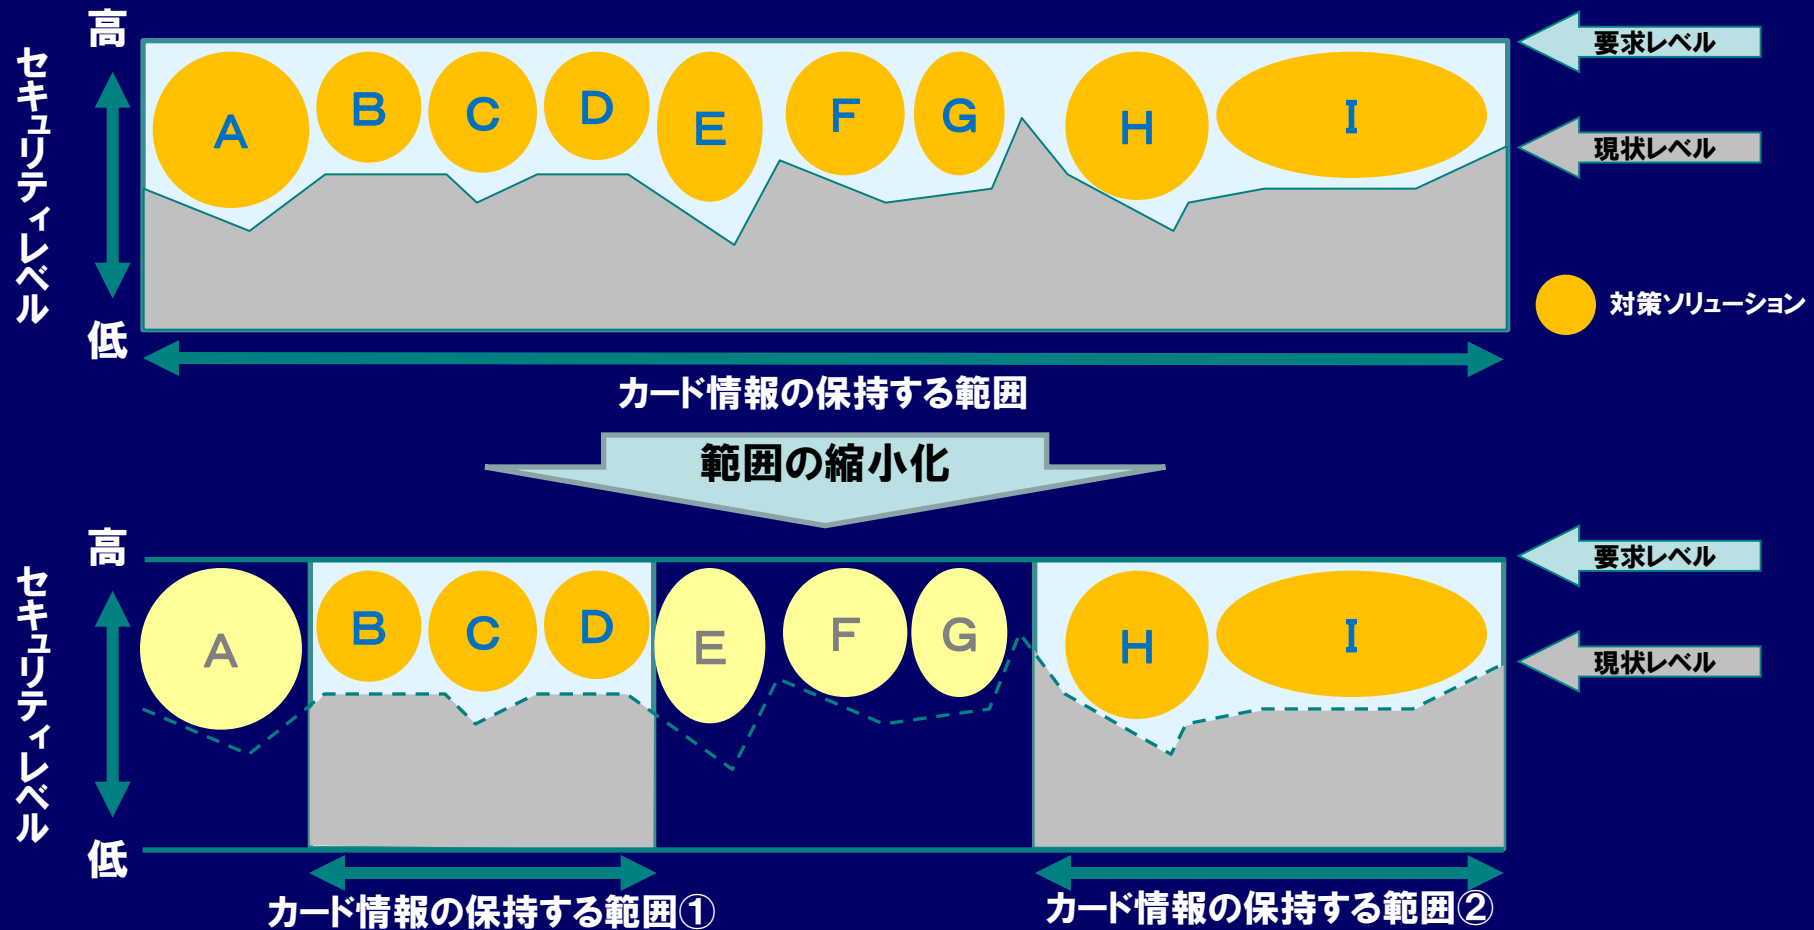 高
セキュリティレベル
低
A
B
C
D
E
F
G
H
I
要求レベル
現状レベル
対策ソリューション
カード情報の保持する範囲
範囲の縮小化
高
セキュリティレベル
低
A
B
C
D
E
F
G
H
I
要求レベル
現状レベル
カード情報の保持する範囲①
カード情報の保持する範囲②